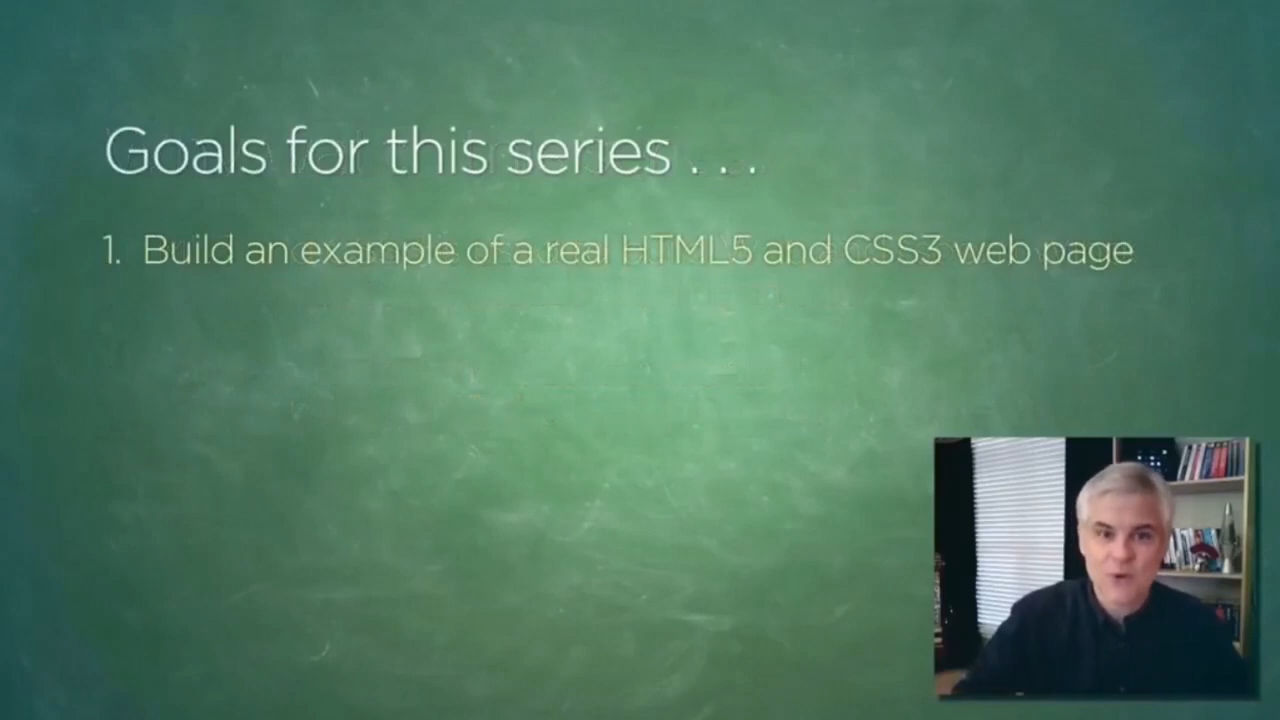 Goals for this series . . .
1. Build an example of a real HTML5 and CSS3 web page